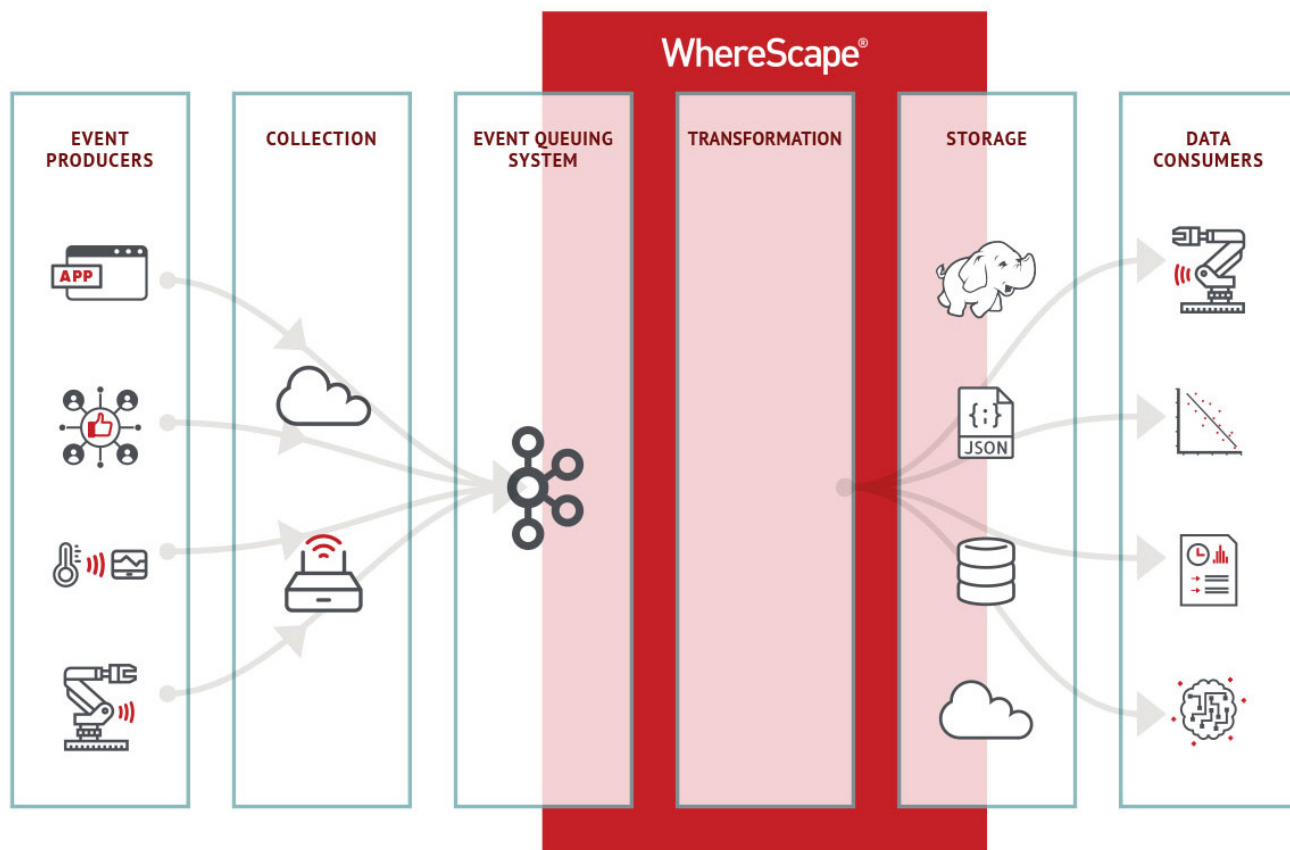 WhereScape®
EVENT
PRODUCERS
COLLECTION
EVENT QUEUING
SYSTEM
TRANSFORMATION
STORAGE
DATA
CONSUMERS
APP
{;}
JSON